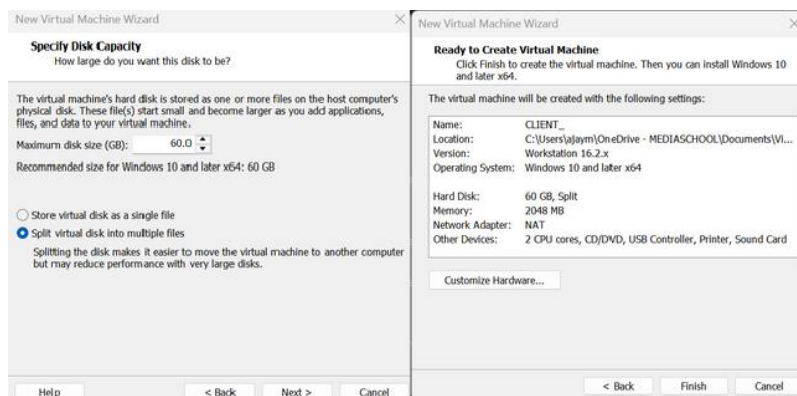 New Virtual Machine Wizard
Specify Disk Capacity
How large do you want this disk to be?
The virtual machine's hard disk is stored as one or more files on the host computer's
physical disk. These file(s) start small and become larger as you add applications,
files, and data to your virtual machine.
Maximum disk size (GB): 60.0
Recommended size for Windows 10 and later x64: 60 GB
Store virtual disk as a single file
Split virtual disk into multiple files
Splitting the disk makes it easier to move the virtual machine to another computer
but may reduce performance with very large disks.
Help < Back Next > Cancel
New Virtual Machine Wizard
Ready to Create Virtual Machine
Click Finish to create the virtual machine. Then you can install Windows 10
and later x64.
The virtual machine will be created with the following settings:
Name: CLIENT_
Location: C:\Users\ajaym\OneDrive - MEDIASCHOOL\Documents\Vi...
Version: Workstation 16.2.x
Operating System: Windows 10 and later x64
Hard Disk: 60 GB, Split
Memory: 2048 MB
Network Adapter: NAT
Other Devices: 2 CPU cores, CD/DVD, USB Controller, Printer, Sound Card
Customize Hardware...
< Back Finish Cancel